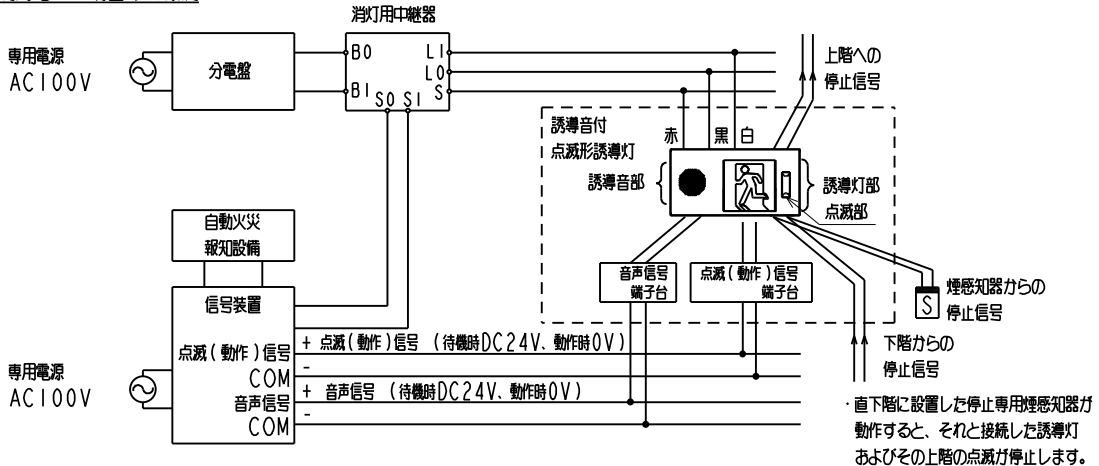 消灯用中継器
専用電源
AC100V
分電盤
B0
B1
L1
L0
S
S0 S1
上階への
停止信号
誘導音付
点滅形誘導灯
赤 黒 白
誘導音部
誘導灯部
点滅部
自動火災
報知設備
信号装置
音声信号
端子台
点滅(動作)信号
端子台
S
煙感知器からの
停止信号
下階からの
停止信号
点滅(動作)信号
+ 点滅(動作)信号 (待機時DC24V、動作時0V)
COM
-
音声信号
+ 音声信号 (待機時DC24V、動作時0V)
COM
-
専用電源
AC100V
・直下階に設置した停止専用煙感知器が
動作すると、それと接続した誘導灯
およびその上階の点滅が停止します。